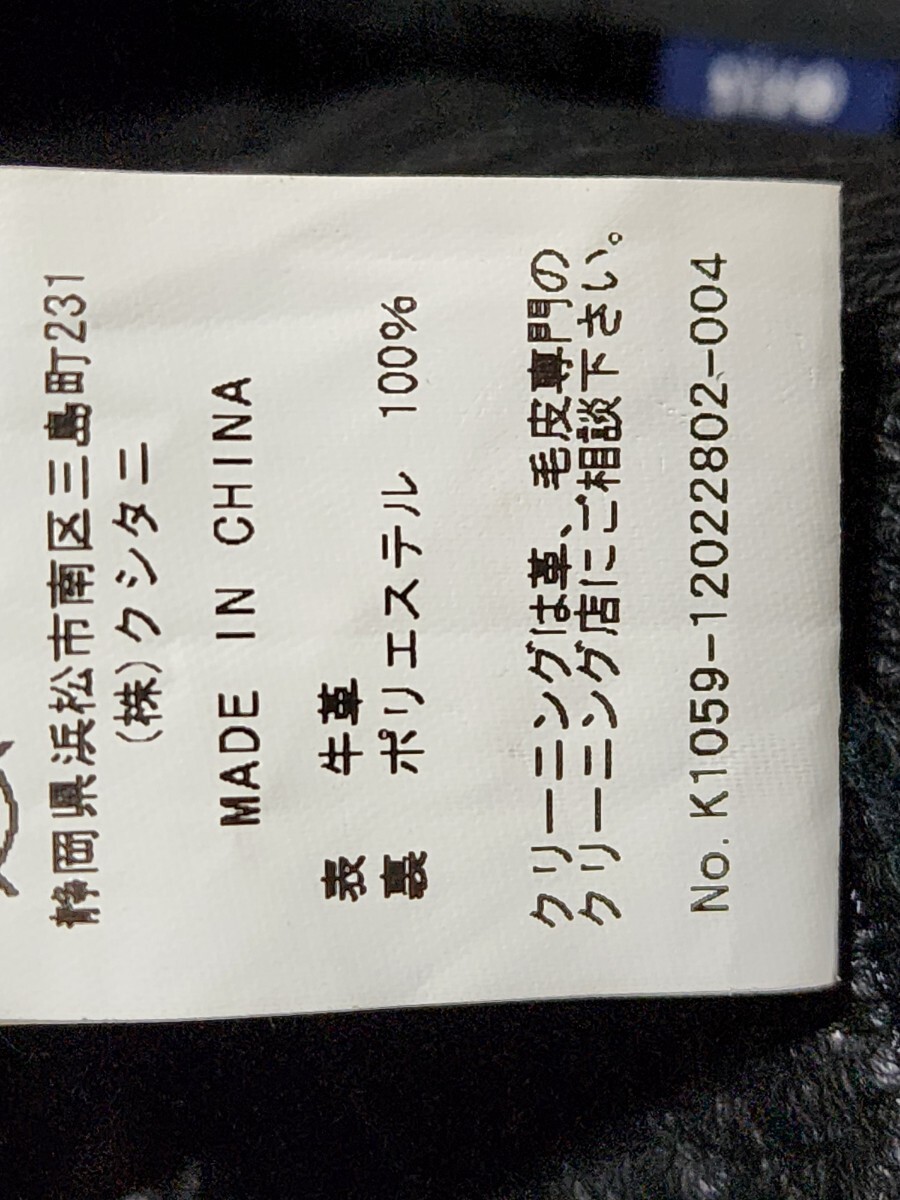 静岡県浜松市南区三島町231
(株)クシタニ
MADE IN CHINA
表 牛革
裏 ポリエステル 100%
クリーニングは革、毛皮専門の
クリーニング店にご相談下さい。
No. K1059-12022802-004